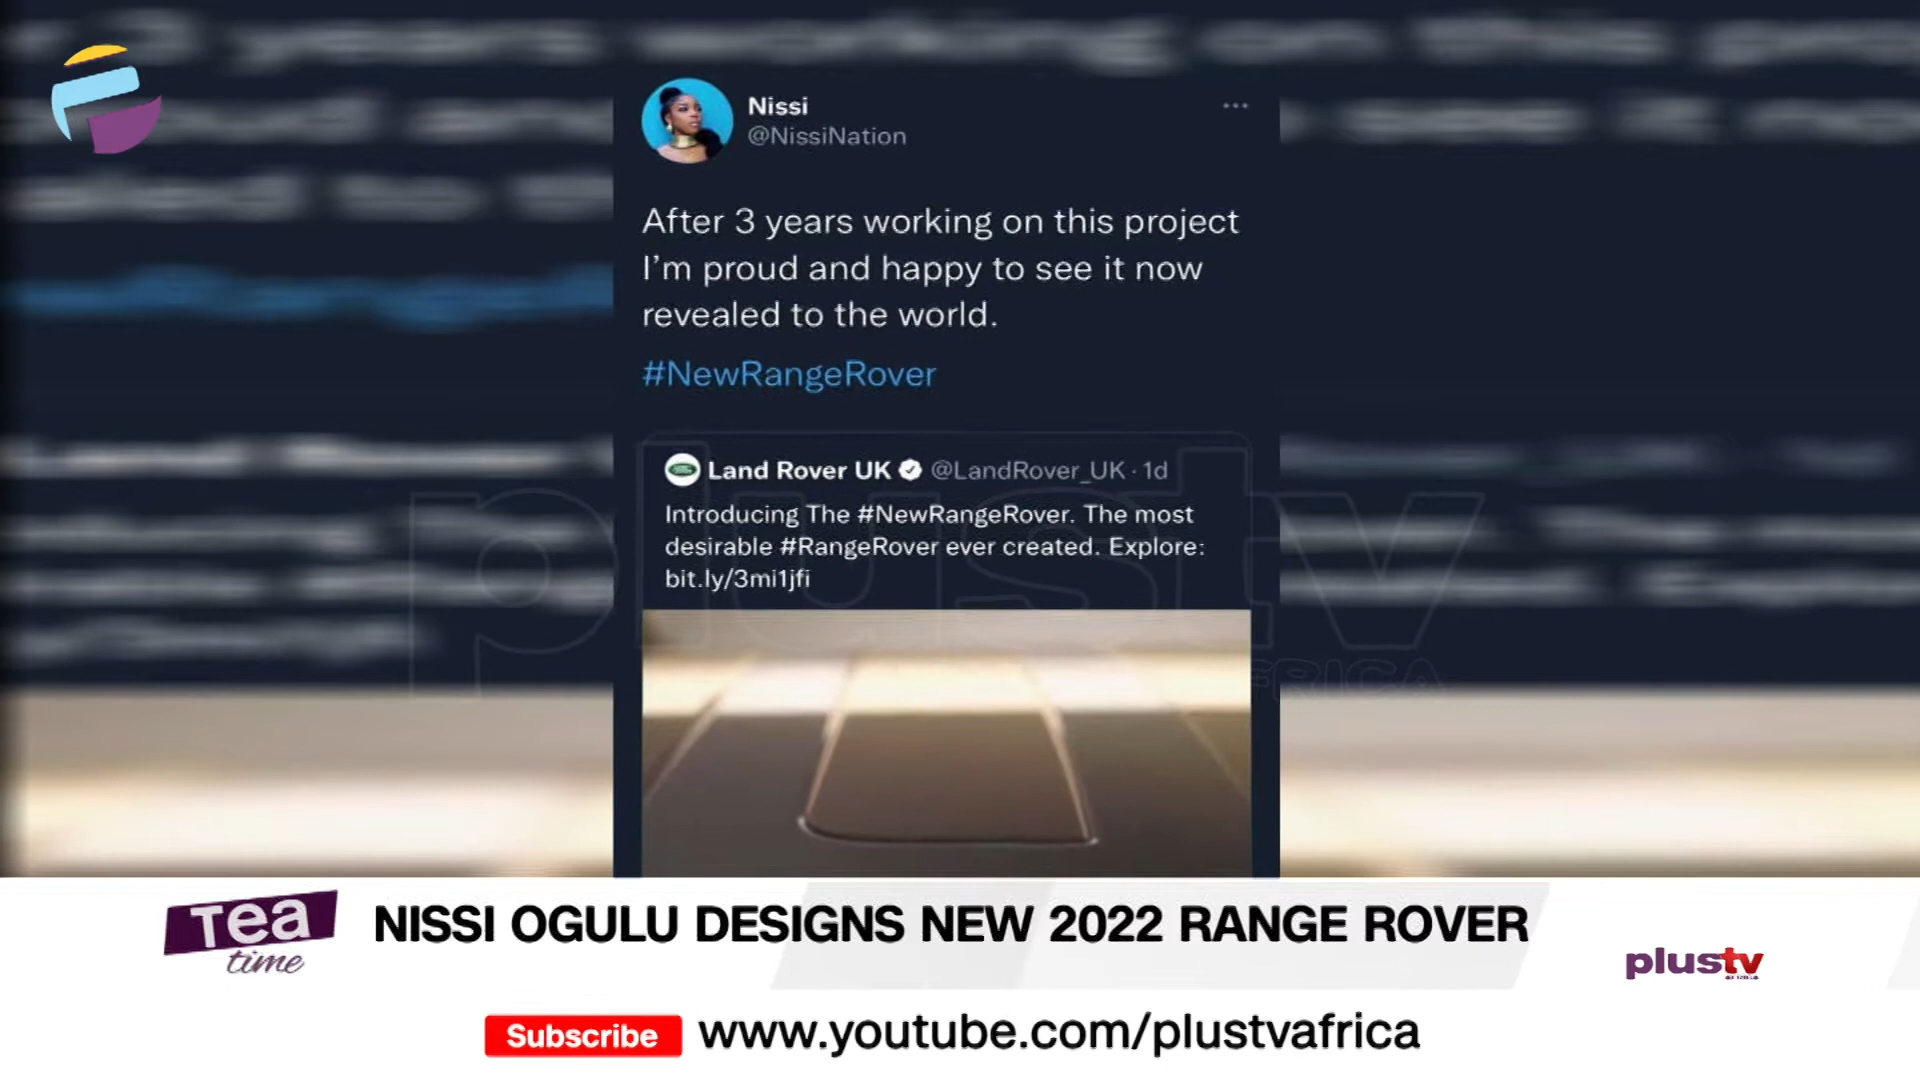 Nissi
@NissiNation
After 3 years working on this project
I'm proud and happy to see it now
revealed to the world.
#NewRangeRover
Land Rover UK @LandRover_UK · 1d
Introducing The #NewRangeRover. The most
desirable #RangeRover ever created. Explore:
bit.ly/3mi1jfi
plustv
AFRICA
Tea
time
NISSI OGULU DESIGNS NEW 2022 RANGE ROVER
plustv
Subscribe
www.youtube.com/plustvafrica